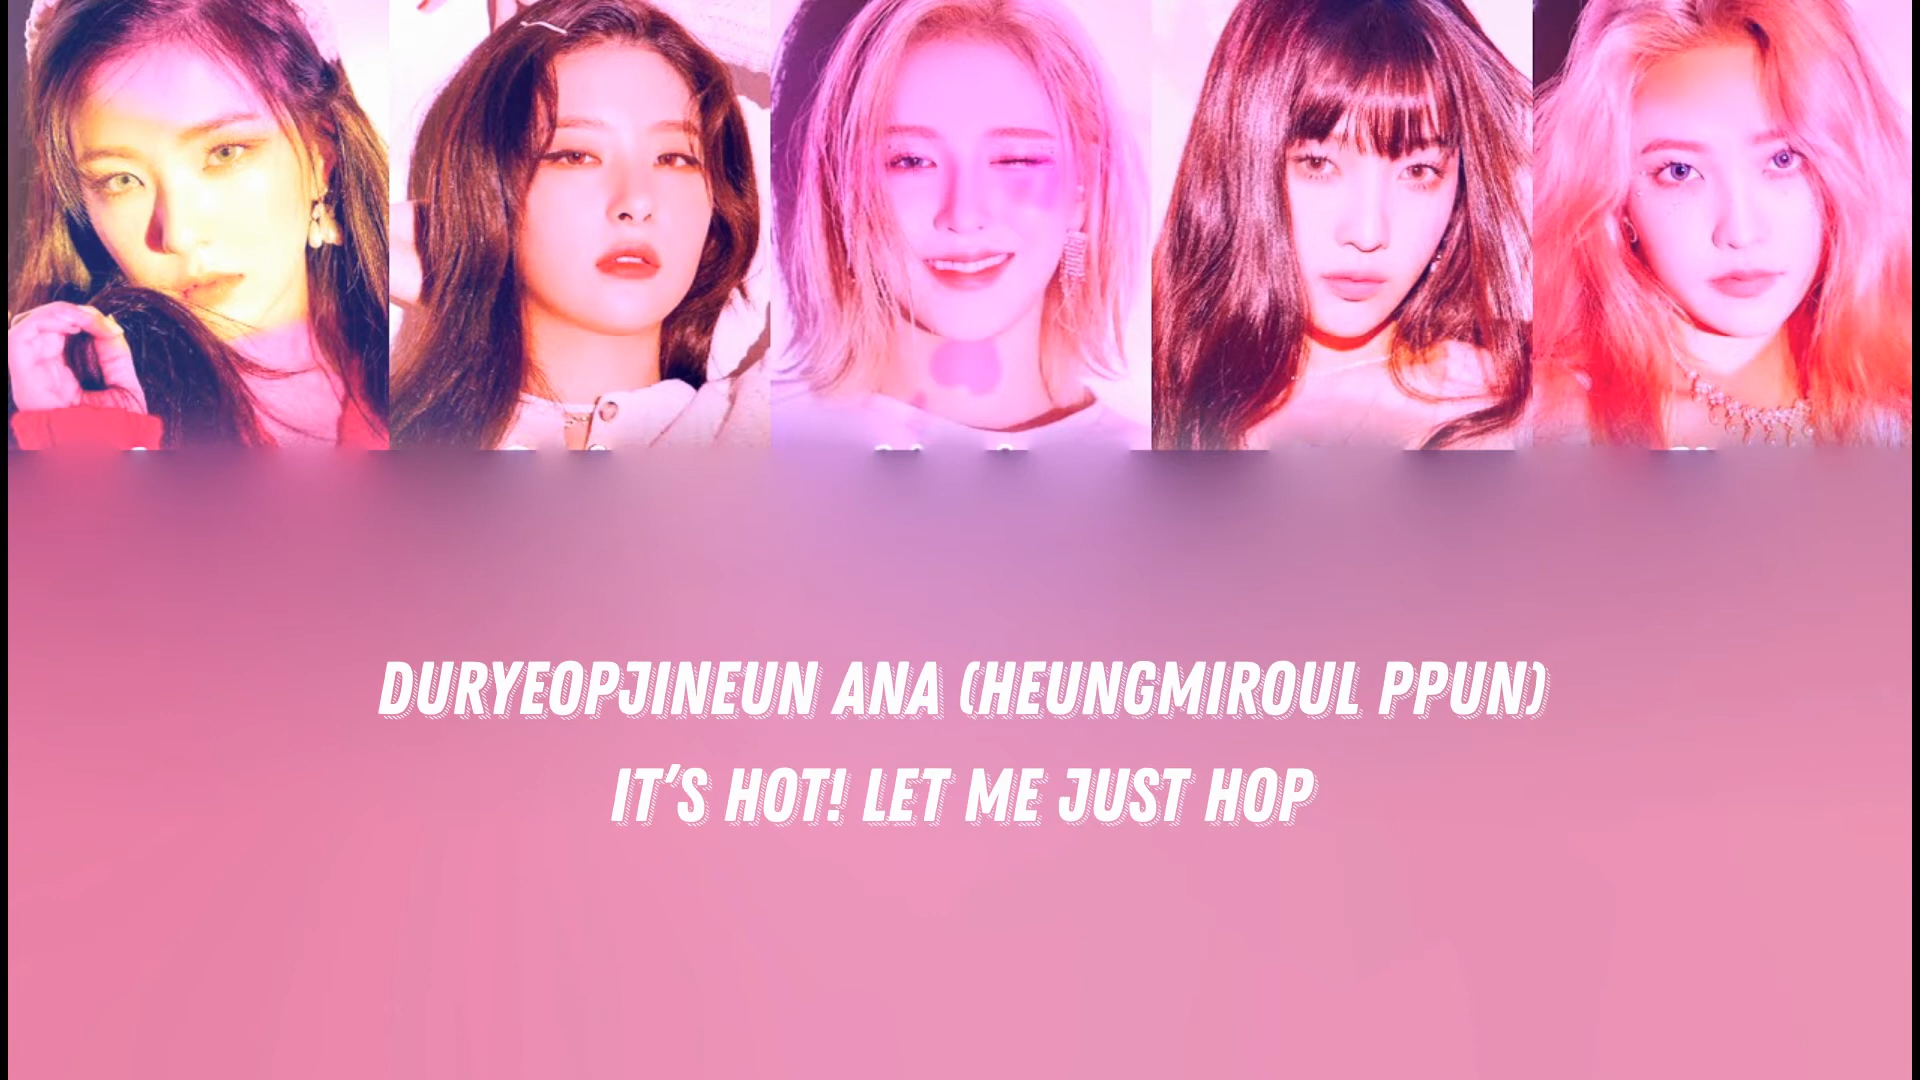 DURYEOPJINEUN ANA (HEUNGMIROUL PPUN)
IT'S HOT! LET ME JUST HOP